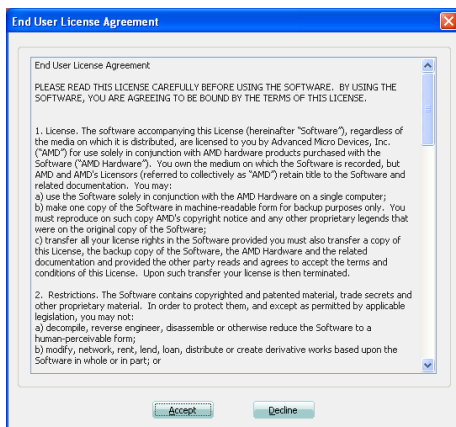 End User License Agreement
End User License Agreement
PLEASE READ THIS LICENSE CAREFULLY BEFORE USING THE SOFTWARE.  BY USING THE
SOFTWARE, YOU ARE AGREEING TO BE BOUND BY THE TERMS OF THIS LICENSE.
1. License. The software accompanying this License (hereinafter "Software"), regardless of
the media on which it is distributed, are licensed to you by Advanced Micro Devices, Inc.
("AMD") for use solely in conjunction with AMD hardware products purchased with the
Software ("AMD Hardware").  You own the medium on which the Software is recorded, but
AMD and AMD's Licensors (referred to collectively as "AMD") retain title to the Software and
related documentation.  You may:
a) use the Software solely in conjunction with the AMD Hardware on a single computer;
b) make one copy of the Software in machine-readable form for backup purposes only.  You
must reproduce on such copy AMD's copyright notice and any other proprietary legends that
were on the original copy of the Software;
c) transfer all your license rights in the Software provided you must also transfer a copy of
this License, the backup copy of the Software, the AMD Hardware and the related
documentation and provided the other party reads and agrees to accept the terms and
conditions of this License.  Upon such transfer your license is then terminated.
2.  Restrictions. The Software contains copyrighted and patented material, trade secrets and
other proprietary material.  In order to protect them, and except as permitted by applicable
legislation, you may not:
a) decompile, reverse engineer, disassemble or otherwise reduce the Software to a
human-perceivable form;
b) modify, network, rent, lend, loan, distribute or create derivative works based upon the
Software in whole or in part; or
Accept
Decline